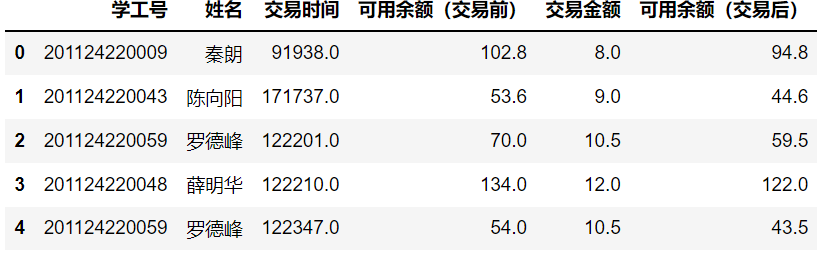 学工号 姓名 交易时间 可用余额（交易前） 交易金额 可用余额（交易后）
0 201124220009 秦朗 91938.0 102.8 8.0 94.8
1 201124220043 陈向阳 171737.0 53.6 9.0 44.6
2 201124220059 罗德峰 122201.0 70.0 10.5 59.5
3 201124220048 薛明华 122210.0 134.0 12.0 122.0
4 201124220059 罗德峰 122347.0 54.0 10.5 43.5